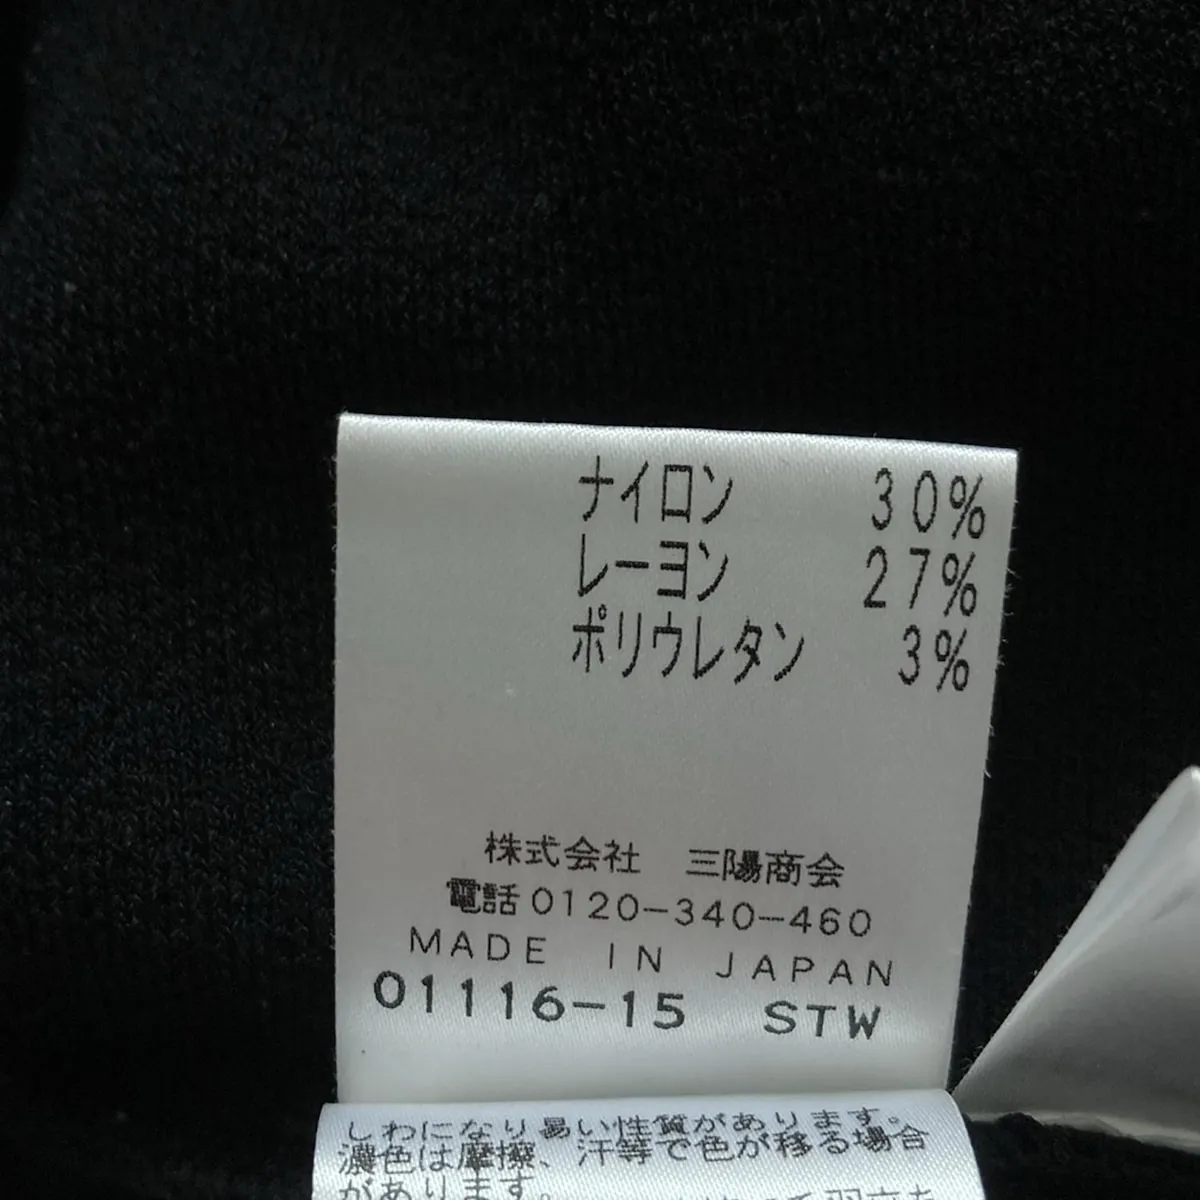 ナイロン 30%
レーヨン 27%
ポリウレタン 3%
株式会社 三陽商会
電話0120-340-460
MADE IN JAPAN
01116-15 STW
しわになり易い性質があります。
濃色は摩擦、汗等で色が移る場合
があります。